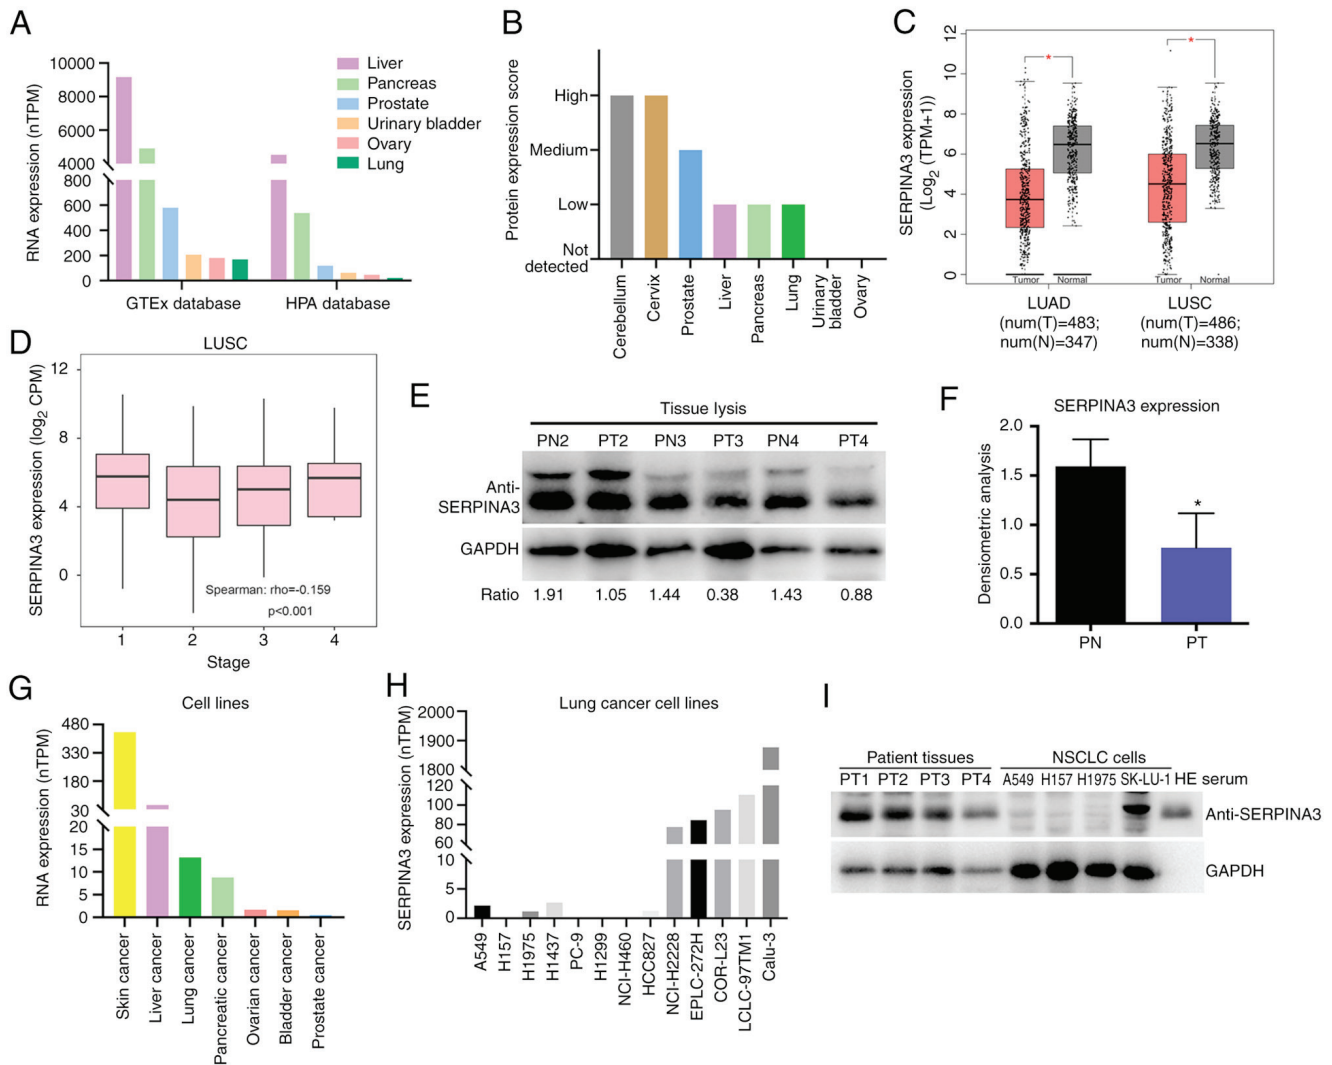 A
RNA expression (nTPM)
10000
8000
6000
4000
800
600
400
200
0
GTEx database
HPA database
Liver
Pancreas
Prostate
Urinary bladder
Ovary
Lung
B
Protein expression score
High
Medium
Low
Not
detected
Cerebellum
Cervix
Prostate
Liver
Pancreas
Lung
Urinary
bladder
Ovary
C
SERPINA3 expression
(Log2 (TPM+1))
12
10
8
6
4
2
0
*
*
Tumor
Normal
Tumor
Normal
LUAD
(num(T)=483;
num(N)=347)
LUSC
(num(T)=486;
num(N)=338)
D
LUSC
SERPINA3 expression (log2 CPM)
12
8
4
0
Spearman: rho=-0.159
p<0.001
1 2 3 4
Stage
E
Tissue lysis
PN2 PT2 PN3 PT3 PN4 PT4
Anti-
SERPINA3
GAPDH
Ratio 1.91 1.05 1.44 0.38 1.43 0.88
F
SERPINA3 expression
Densiometric analysis
2.0
1.5
1.0
0.5
0.0
*
PN PT
G
Cell lines
RNA expression (nTPM)
480
330
180
30
20
15
10
5
0
Skin cancer
Liver cancer
Lung cancer
Pancreatic cancer
Ovarian cancer
Bladder cancer
Prostate cancer
H
Lung cancer cell lines
SERPINA3 expression (nTPM)
2000
1900
1800
120
100
80
60
10
5
0
A549
H157
H1975
H1437
PC-9
H1299
NCI-H460
HCC827
NCI-H2228
EPLC-272H
COR-L23
LCLC-97TM1
Calu-3
I
Patient tissues NSCLC cells
PT1 PT2 PT3 PT4 A549 H157 H1975 SK-LU-1 HE serum
Anti-SERPINA3
GAPDH